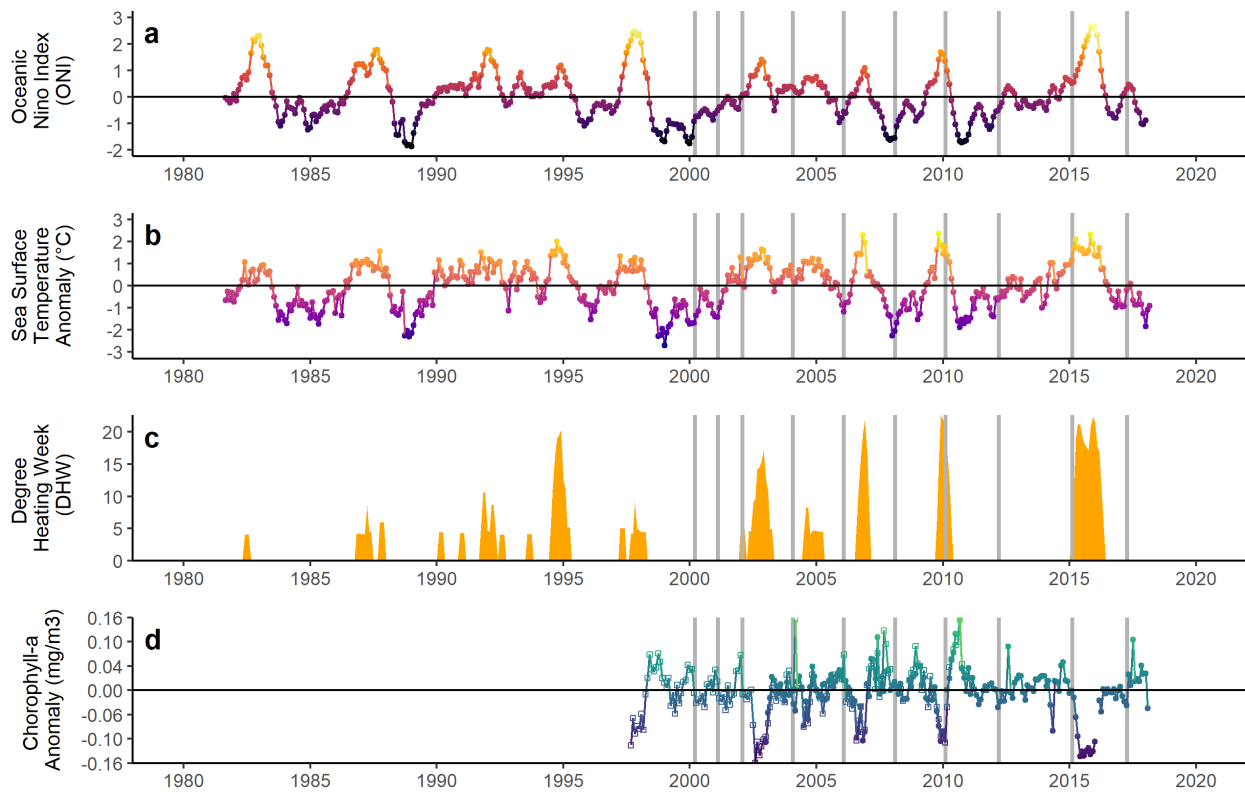 a
Oceanic
Nino Index
(ONI)
3
2
1
0
-1
-2
1980 1985 1990 1995 2000 2005 2010 2015 2020
b
Sea Surface
Temperature
Anomaly (°C)
3
2
1
0
-1
-2
-3
1980 1985 1990 1995 2000 2005 2010 2015 2020
c
Degree
Heating Week
(DHW)
20
15
10
5
0
1980 1985 1990 1995 2000 2005 2010 2015 2020
d
Chorophyll-a
Anomaly (mg/m3)
0.16
0.10
0.04
0.00
-0.06
-0.10
-0.16
1980 1985 1990 1995 2000 2005 2010 2015 2020